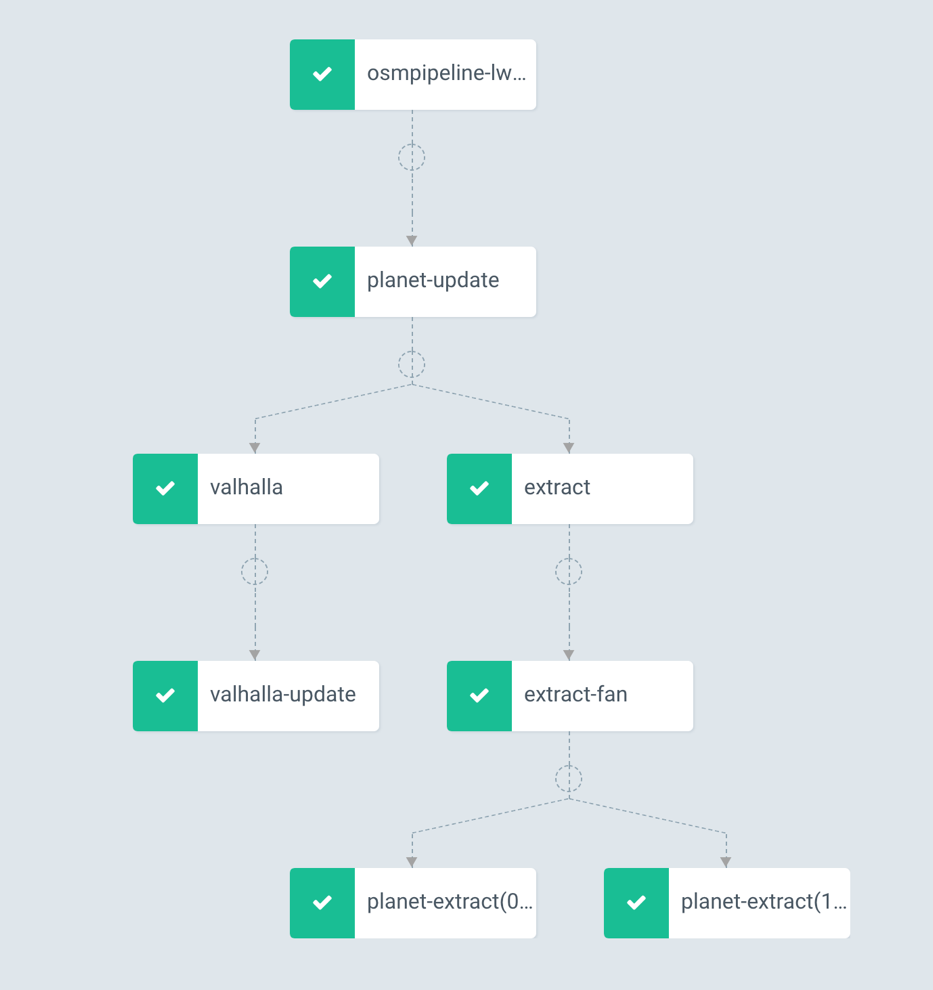 osmpipeline-lw...
planet-update
valhalla
extract
valhalla-update
extract-fan
planet-extract(0...
planet-extract(1...